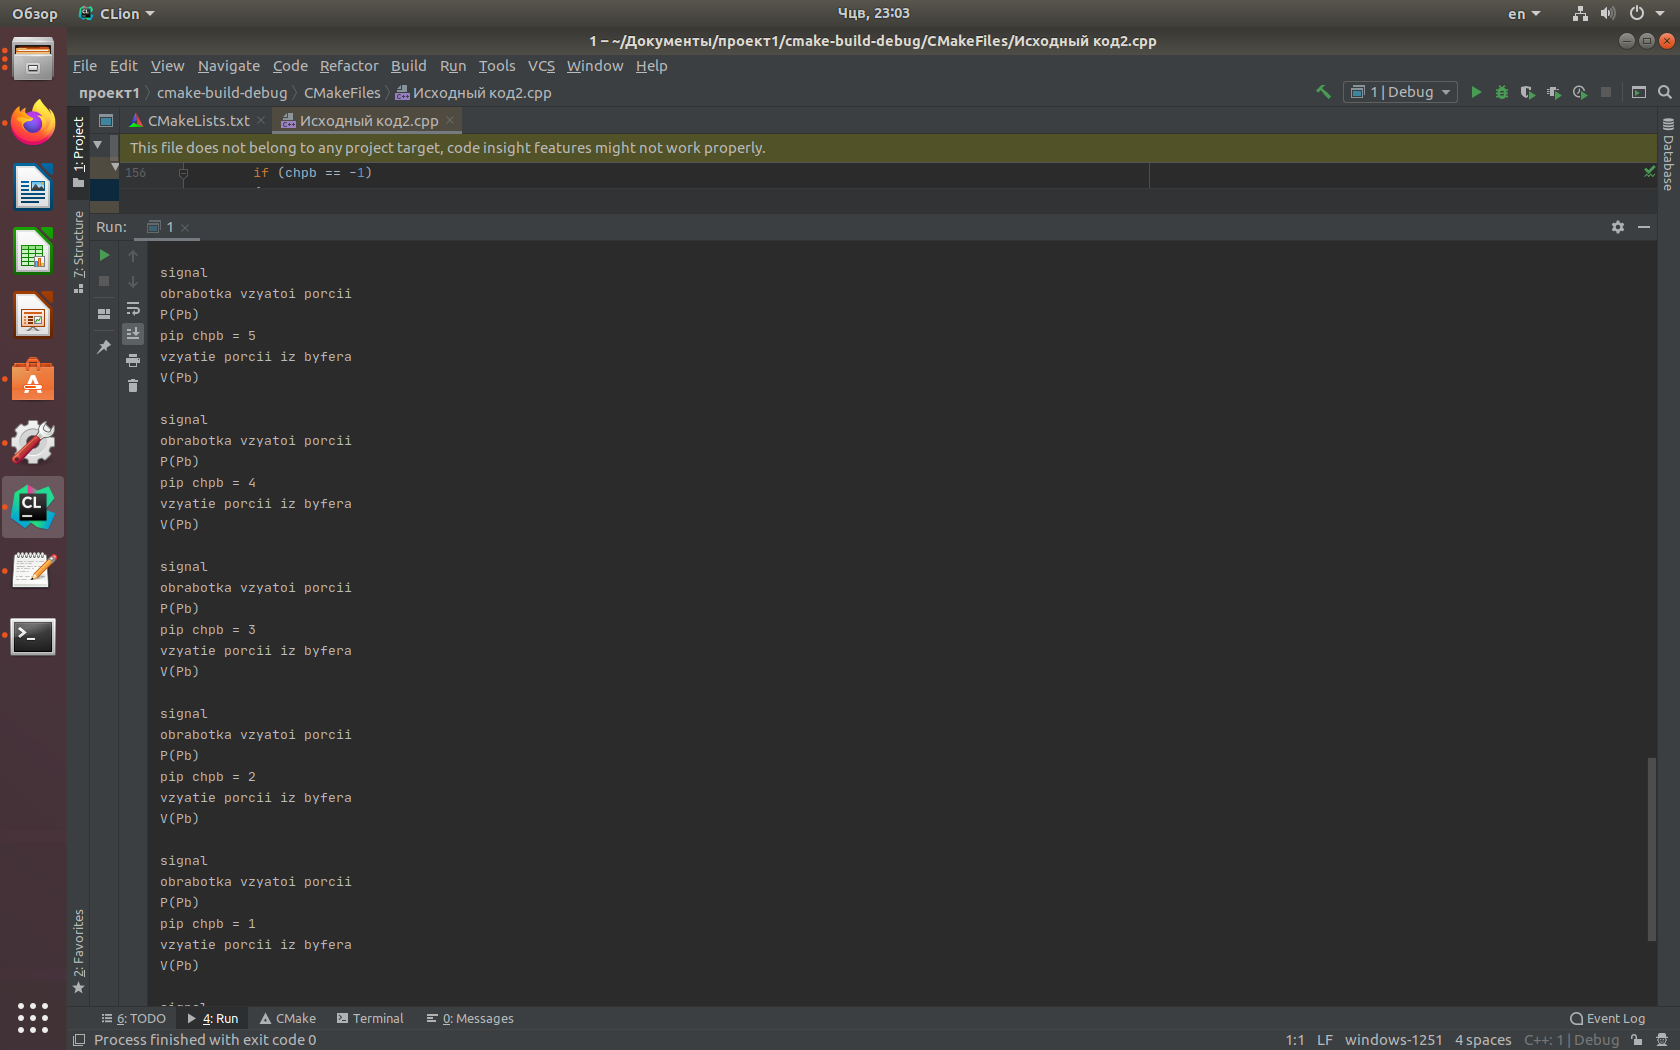 Обзор CLion Чцв, 23:03 en
1 – ~/Документы/проект1/cmake-build-debug/CMakeFiles/Исходный код2.cpp
File Edit View Navigate Code Refactor Build Run Tools VCS Window Help
проект1 cmake-build-debug CMakeFiles Исходный код2.cpp 1 | Debug
1: Project
CMakeLists.txt Исходный код2.cpp
Database
This file does not belong to any project target, code insight features might not work properly.
156 if (chpb == -1)
7: Structure
Run: 1
signal
obrabotka vzyatoi porcii
P(Pb)
pip chpb = 5
vzyatie porcii iz byfera
V(Pb)
signal
obrabotka vzyatoi porcii
P(Pb)
pip chpb = 4
vzyatie porcii iz byfera
V(Pb)
signal
obrabotka vzyatoi porcii
P(Pb)
pip chpb = 3
vzyatie porcii iz byfera
V(Pb)
signal
obrabotka vzyatoi porcii
P(Pb)
pip chpb = 2
vzyatie porcii iz byfera
V(Pb)
signal
obrabotka vzyatoi porcii
P(Pb)
pip chpb = 1
vzyatie porcii iz byfera
V(Pb)
signal
2: Favorites
6: TODO 4: Run CMake Terminal 0: Messages Event Log
Process finished with exit code 0 1:1 LF windows-1251 4 spaces C++: 1 | Debug